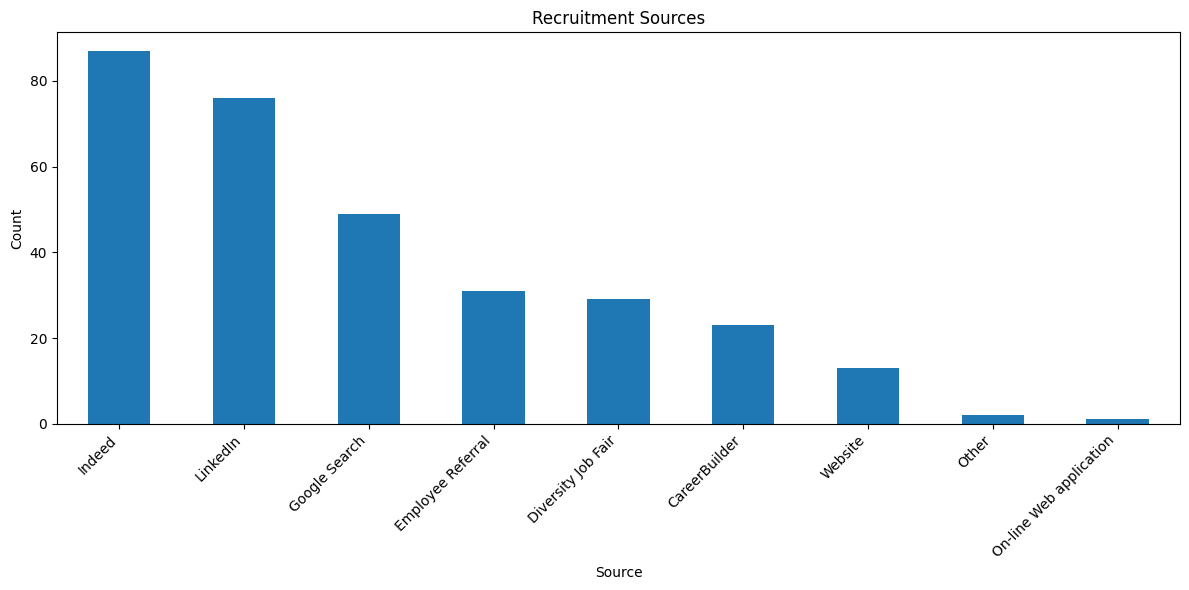 Recruitment Sources
Count
80
60
40
20
0
Indeed
LinkedIn
Google Search
Employee Referral
Diversity Job Fair
CareerBuilder
Website
Other
On-line Web application
Source